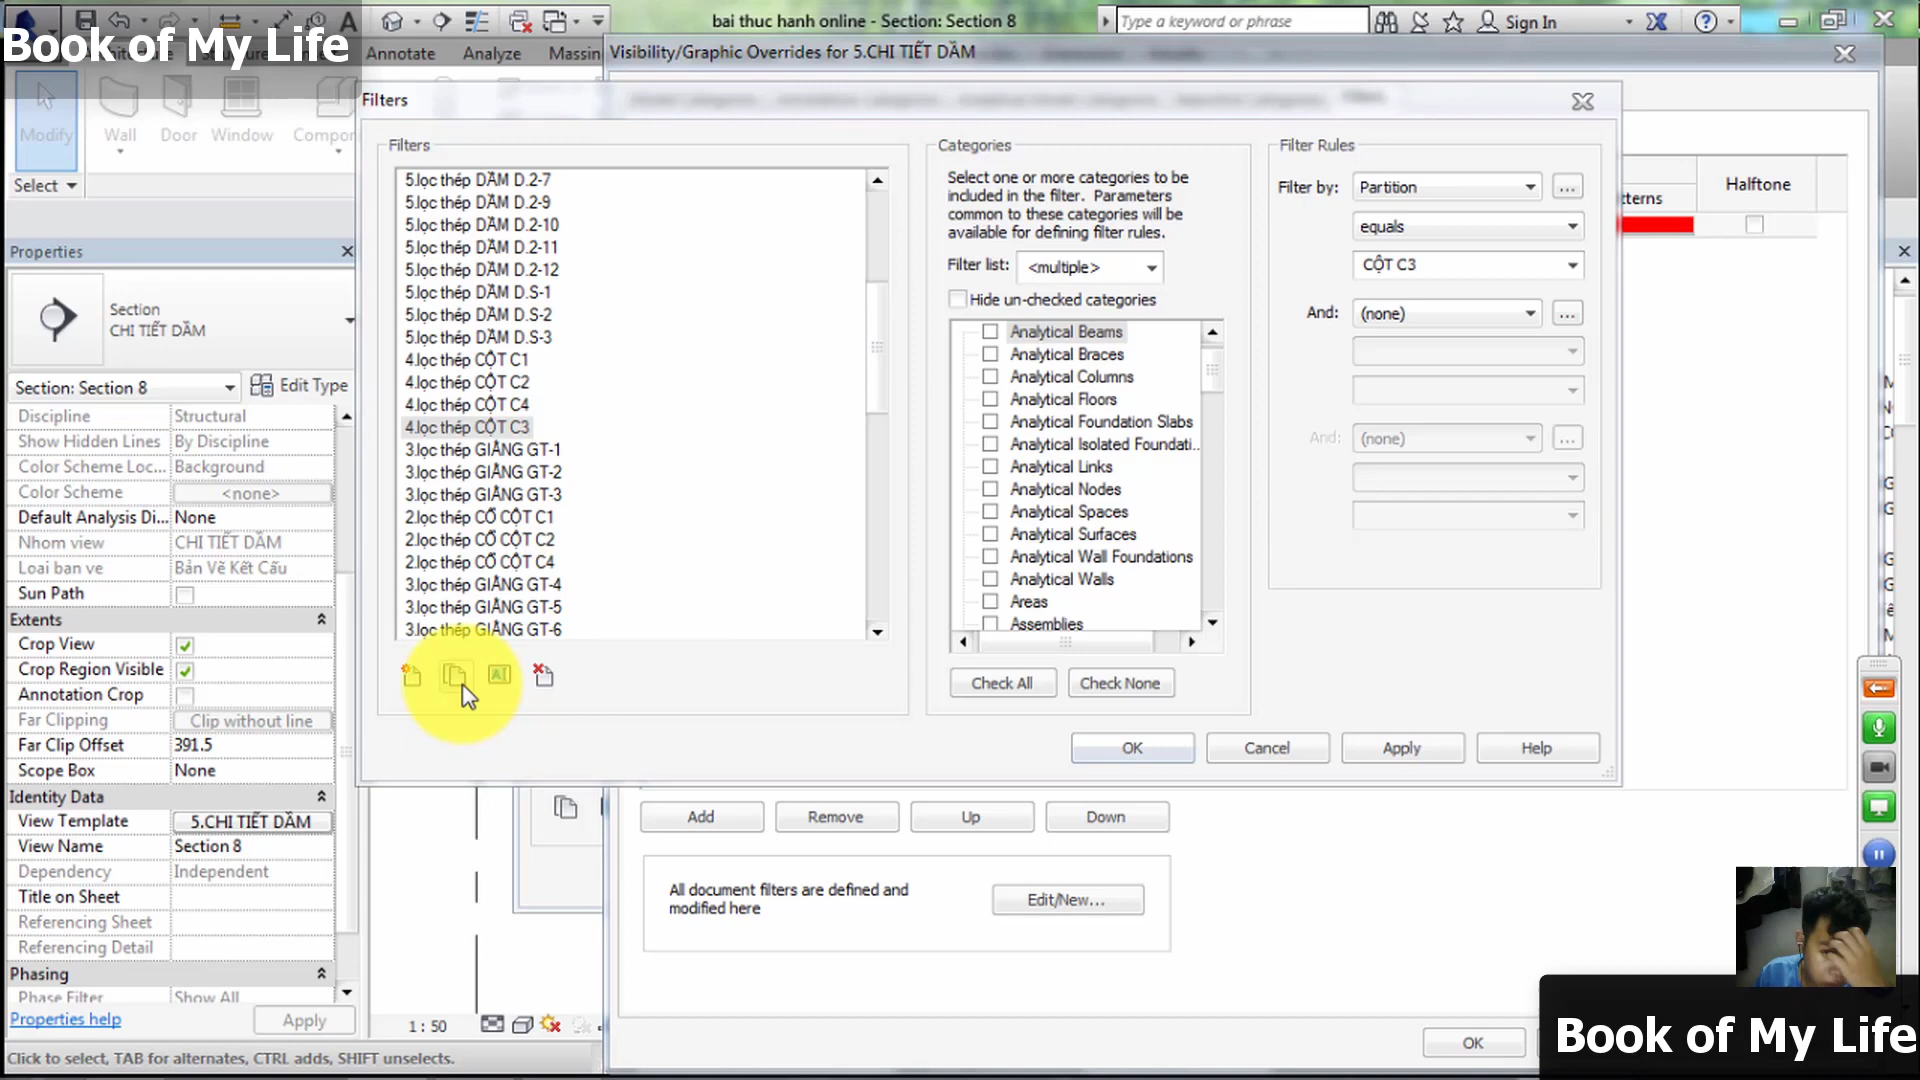 bai thuc hanh online - Section: Section 8
Type a keyword or phrase
Sign In
Book of My Life
Annotate
Analyze
Massin
Visibility/Graphic Overrides for 5.CHI TIẾT DẦM
Modify
Wall
Door
Window
Compor
Select
Filters
Filters
5.lọc thép DẦM D.2-7
5.lọc thép DẦM D.2-9
5.lọc thép DẦM D.2-10
5.lọc thép DẦM D.2-11
5.lọc thép DẦM D.2-12
5.lọc thép DẦM D.S-1
5.lọc thép DẦM D.S-2
5.lọc thép DẦM D.S-3
4.lọc thép CỘT C1
4.lọc thép CỘT C2
4.lọc thép CỘT C4
4.lọc thép CỘT C3
3.lọc thép GIẰNG GT-1
3.lọc thép GIẰNG GT-2
3.lọc thép GIẰNG GT-3
2.lọc thép CỔ CỘT C1
2.lọc thép CỔ CỘT C2
2.lọc thép CỔ CỘT C4
3.lọc thép GIẰNG GT-4
3.lọc thép GIẰNG GT-5
3.lọc thép GIẰNG GT-6
Categories
Select one or more categories to be
included in the filter. Parameters
common to these categories will be
available for defining filter rules.
Filter list: <multiple>
Hide un-checked categories
Analytical Beams
Analytical Braces
Analytical Columns
Analytical Floors
Analytical Foundation Slabs
Analytical Isolated Foundati..
Analytical Links
Analytical Nodes
Analytical Spaces
Analytical Surfaces
Analytical Wall Foundations
Analytical Walls
Areas
Assemblies
Check All
Check None
Filter Rules
Filter by: Partition ...
equals
CỘT C3
And: (none) ...
And: (none) ...
OK
Cancel
Apply
Help
terns
Halftone
Properties
Section
CHI TIẾT DẦM
Section: Section 8
Edit Type
Discipline Structural
Show Hidden Lines By Discipline
Color Scheme Loc... Background
Color Scheme <none>
Default Analysis Di... None
Nhom view CHI TIẾT DẦM
Loai ban ve Bản Vẽ Kết Cấu
Sun Path
Extents
Crop View
Crop Region Visible
Annotation Crop
Far Clipping Clip without line
Far Clip Offset 391.5
Scope Box None
Identity Data
View Template 5.CHI TIẾT DẦM
View Name Section 8
Dependency Independent
Title on Sheet
Referencing Sheet
Referencing Detail
Phasing
Phase Filter Show All
Properties help
Apply
1 : 50
Add
Remove
Up
Down
All document filters are defined and
modified here
Edit/New...
OK
Click to select, TAB for alternates, CTRL adds, SHIFT unselects.
Book of My Life